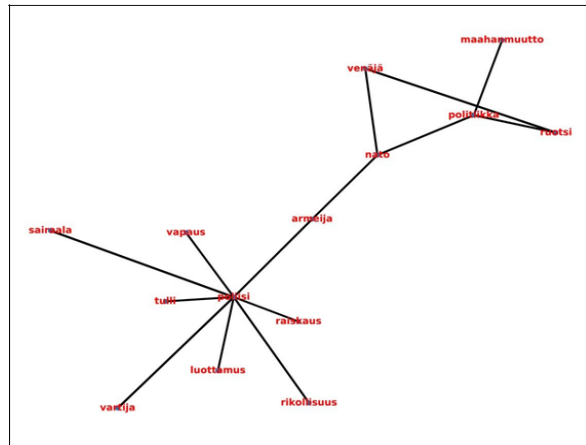 maahanmuutto
venäjä
politiikka
ruotsi
nato
armeija
sairaala
vapaus
poliisi
tulli
raiskaus
luottamus
vartija
rikollisuus